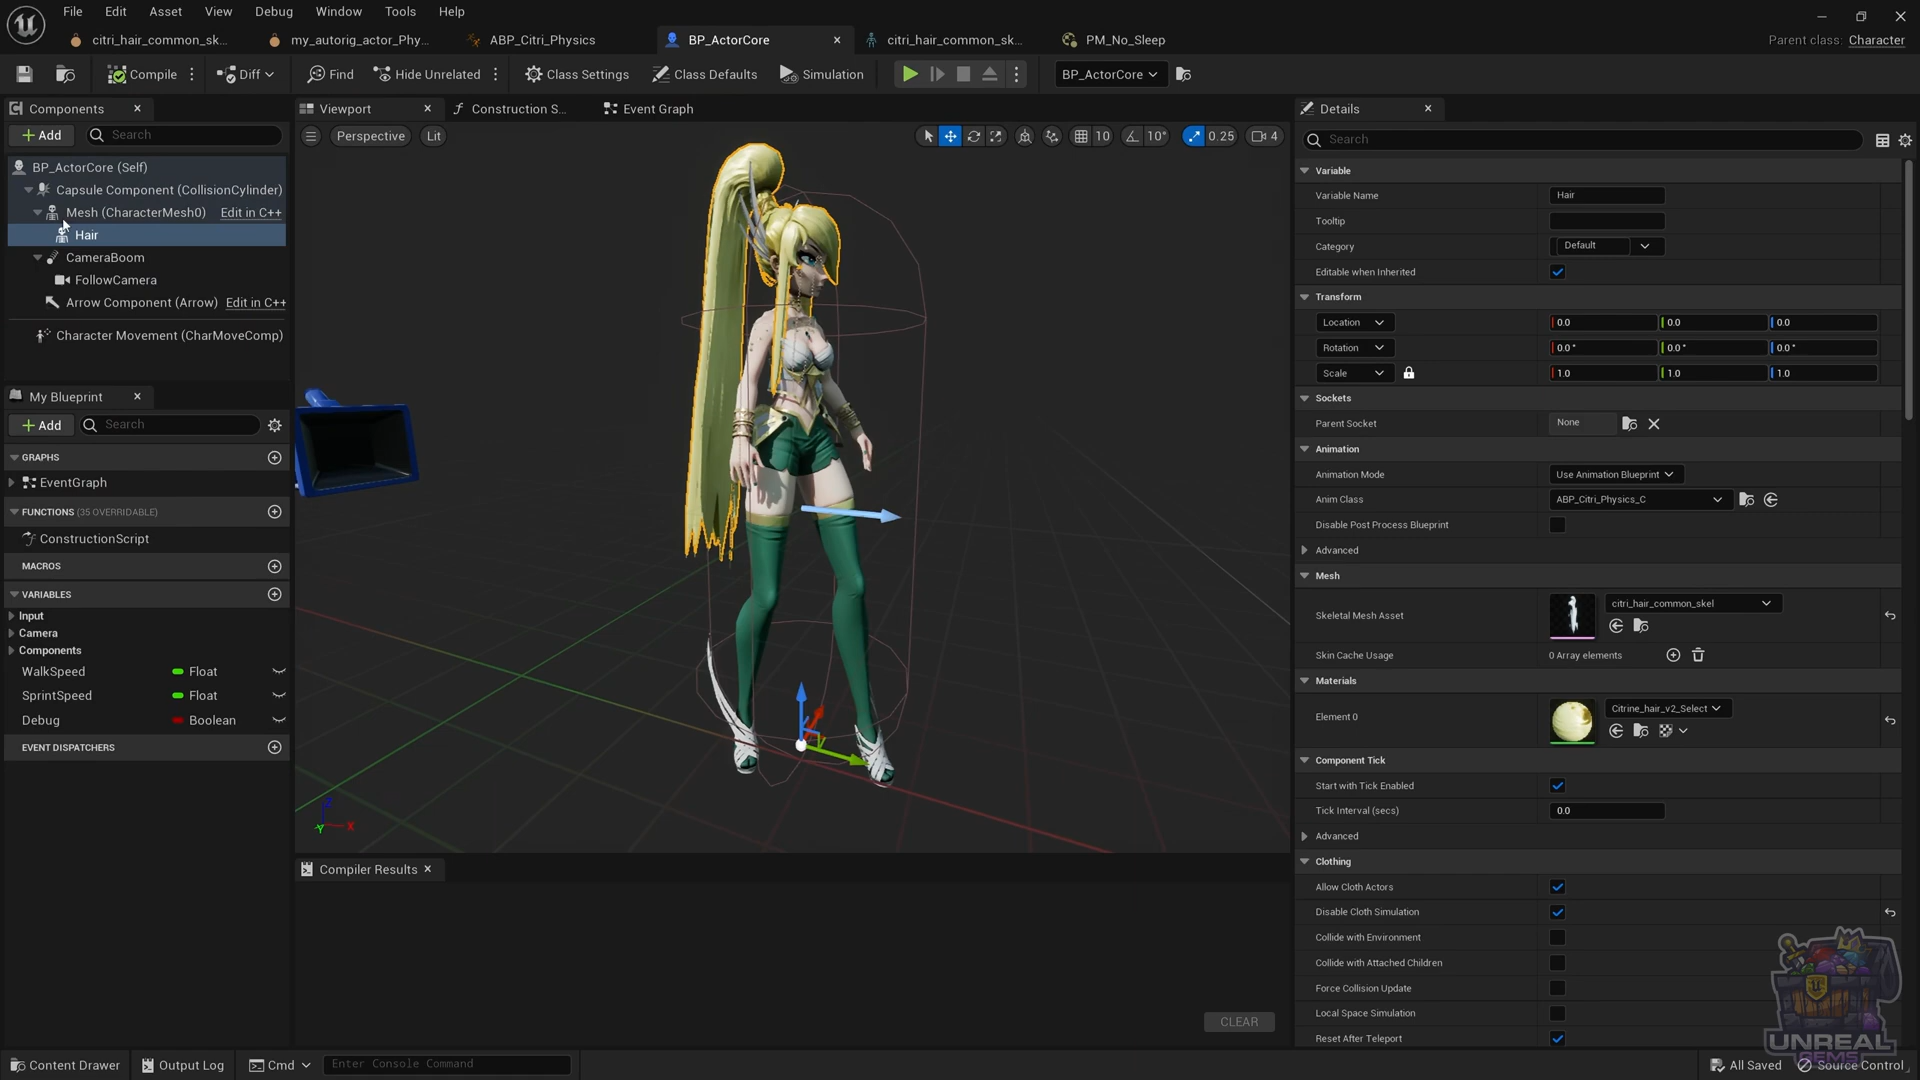 File Edit View Asset Window Debug Tools Help
citri_hair_common_sk...
my_autorig_actor_Phy...
ABP_Citri_Physics
BP_ActorCore
citri_hair_common_sk...
PM_No_Sleep
Parent class: Character
Compile
Diff
Find
Hide Unrelated
Class Settings
Class Defaults
Simulation
BP_ActorCore
Components
Add
Search
BP_ActorCore (Self)
Capsule Component (CollisionCylinder)
Mesh (CharacterMesh0) Edit in C++
Hair
CameraBoom
FollowCamera
Arrow Component (Arrow) Edit in C++
Character Movement (CharMoveComp)
My Blueprint
Add
Search
GRAPHS
EventGraph
FUNCTIONS (35 OVERRIDABLE)
ConstructionScript
MACROS
VARIABLES
Input
Camera
Components
WalkSpeed Float
SprintSpeed Float
Debug Boolean
EVENT DISPATCHERS
Viewport
Construction S...
Event Graph
Perspective
Lit
10
10°
0.25
4
Z
X
Y
Compiler Results
CLEAR
Details
Search
Variable
Variable Name Hair
Tooltip
Category Default
Editable when Inherited
Transform
Location 0.0 0.0 0.0
Rotation 0.0 ° 0.0 ° 0.0 °
Scale 1.0 1.0 1.0
Sockets
Parent Socket None
Animation
Animation Mode Use Animation Blueprint
Anim Class ABP_Citri_Physics_C
Disable Post Process Blueprint
Advanced
Mesh
Skeletal Mesh Asset citri_hair_common_skel
Skin Cache Usage 0 Array elements
Materials
Element 0 Citrine_hair_v2_Select
Component Tick
Start with Tick Enabled
Tick Interval (secs) 0.0
Advanced
Clothing
Allow Cloth Actors
Disable Cloth Simulation
Collide with Environment
Collide with Attached Children
Force Collision Update
Local Space Simulation
Reset After Teleport
UNREAL
GEMS
Content Drawer
Output Log
Cmd
Enter Console Command
All Saved
Source Control